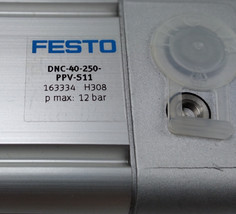 FESTO
DNC-40-250-
PPV-S11
163334 H308
p max: 12 bar